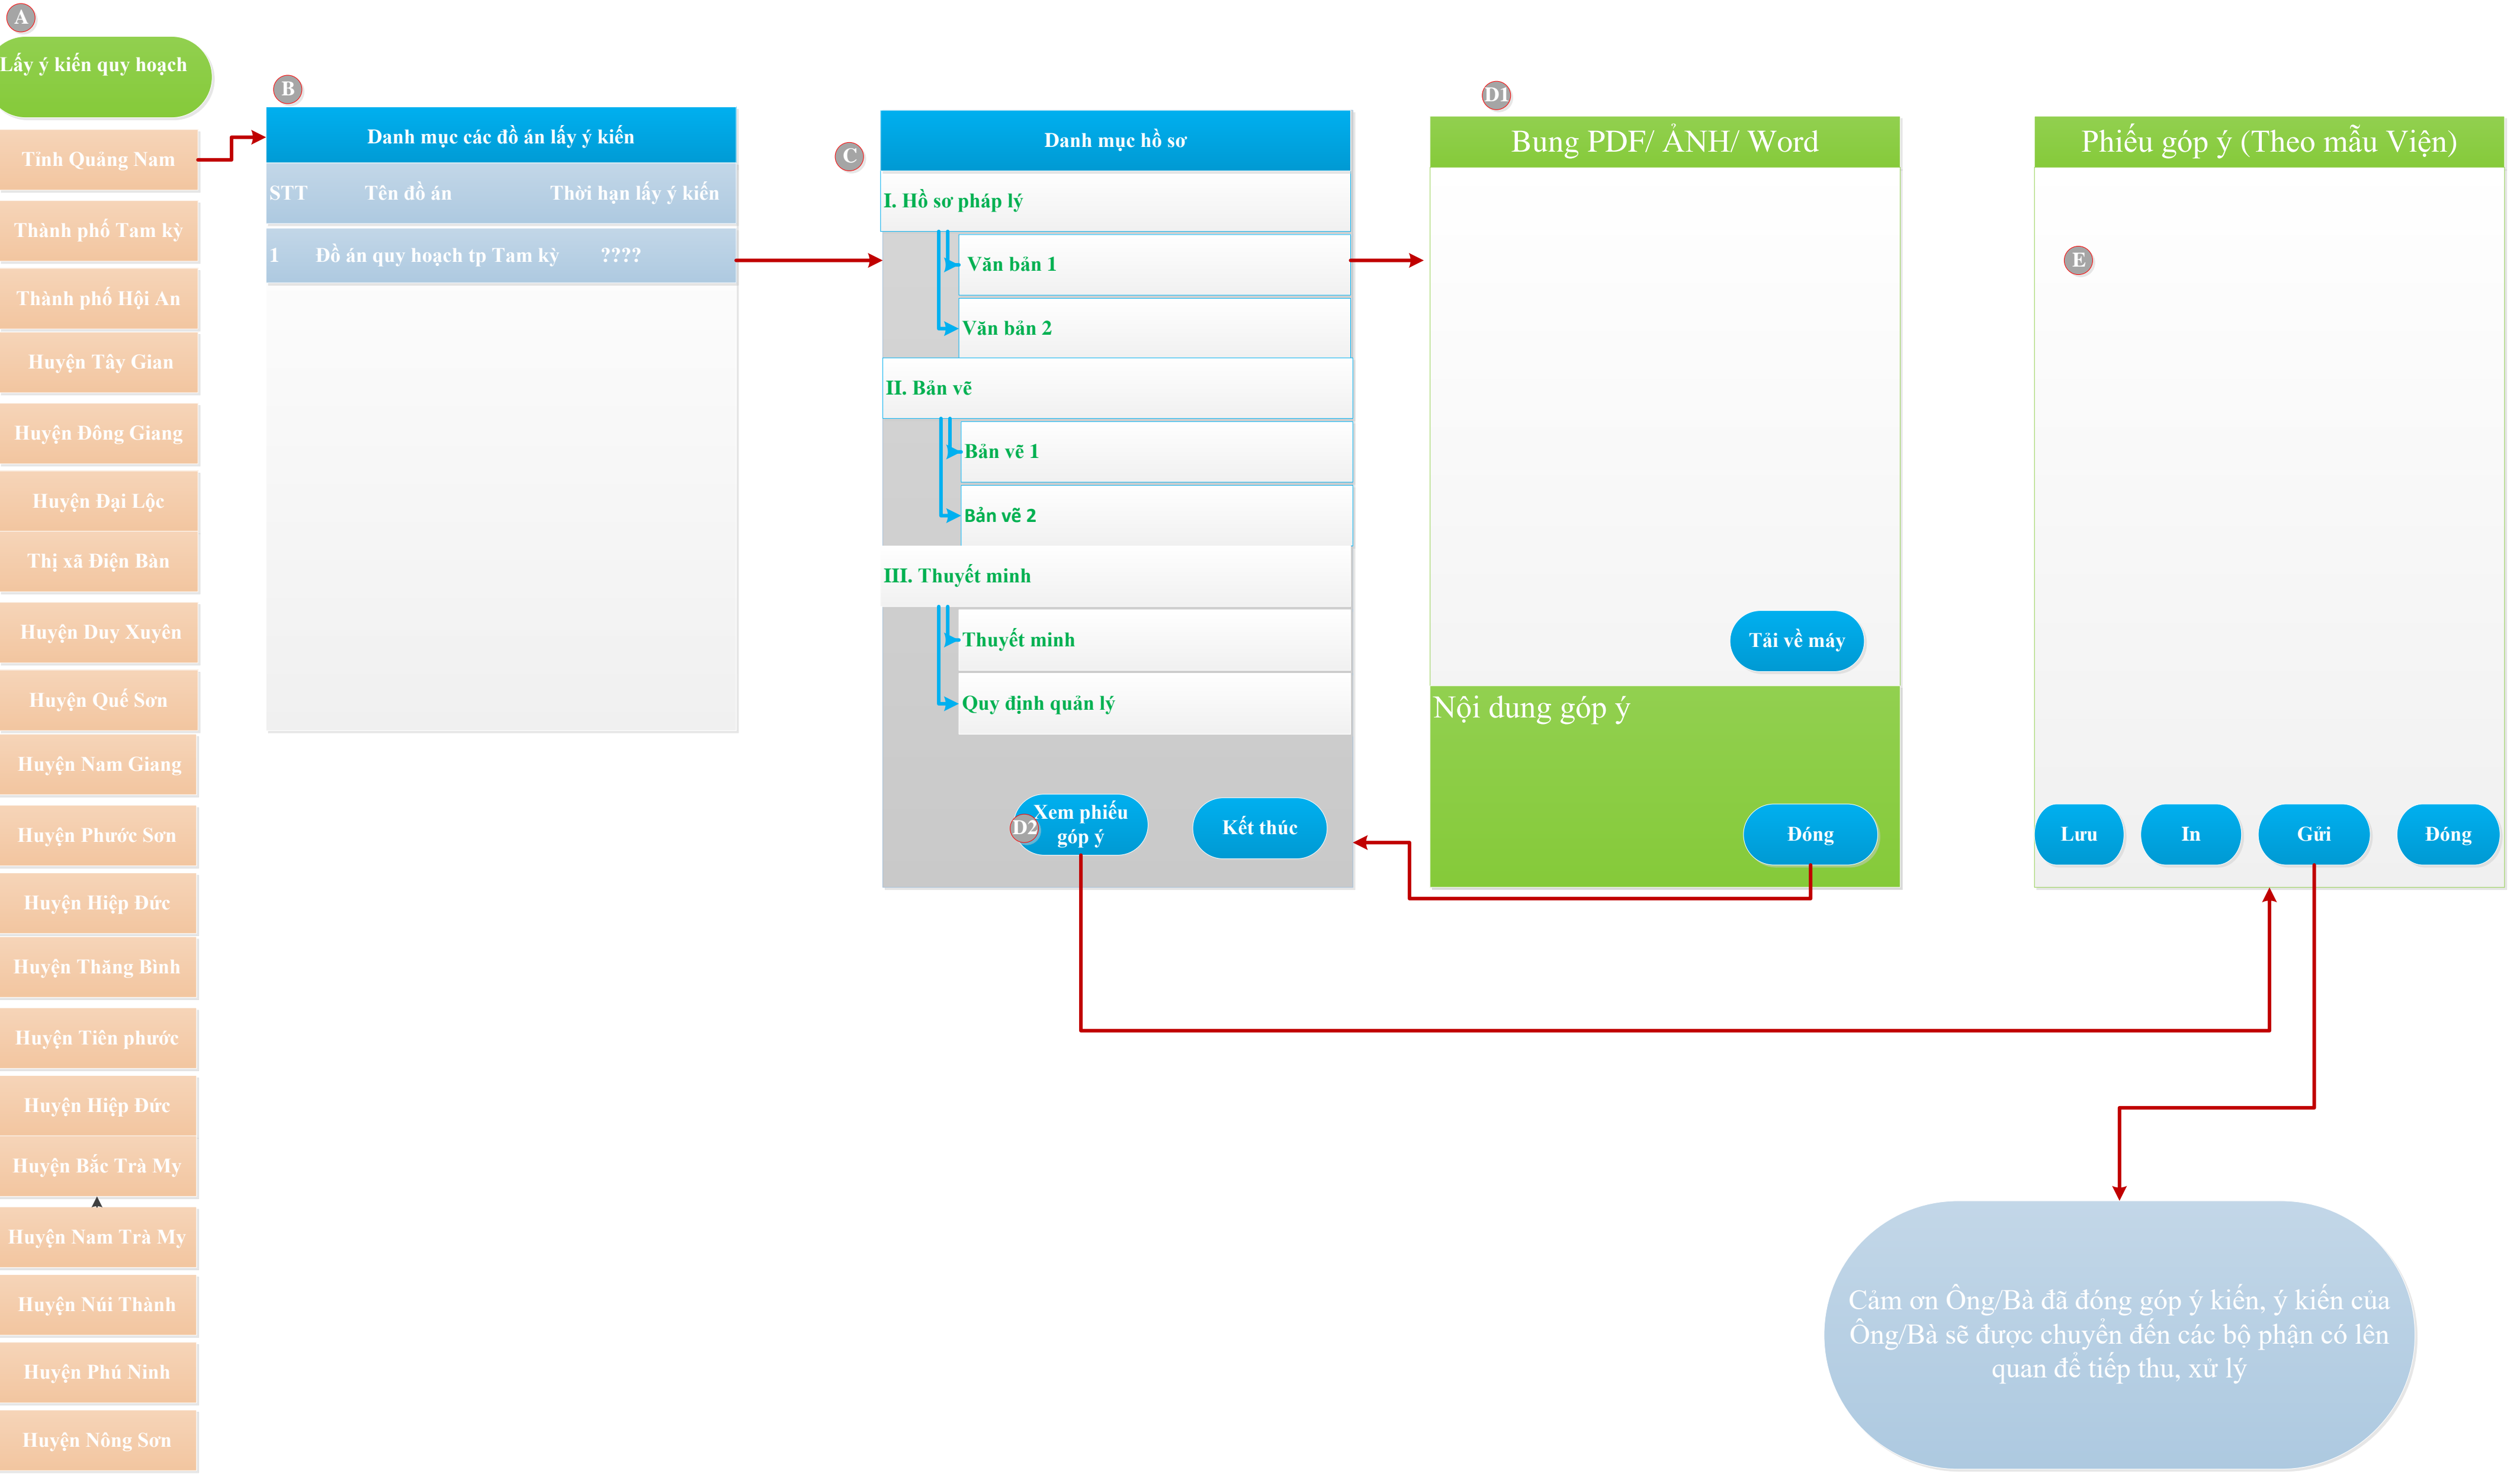 A
Lấy ý kiến quy hoạch
Tỉnh Quảng Nam
Thành phố Tam kỳ
Thành phố Hội An
Huyện Tây Gian
Huyện Đông Giang
Huyện Đại Lộc
Thị xã Điện Bàn
Huyện Duy Xuyên
Huyện Quế Sơn
Huyện Nam Giang
Huyện Phước Sơn
Huyện Hiệp Đức
Huyện Thăng Bình
Huyện Tiên phước
Huyện Hiệp Đức
Huyện Bắc Trà My
Huyện Nam Trà My
Huyện Núi Thành
Huyện Phú Ninh
Huyện Nông Sơn
B
Danh mục các đồ án lấy ý kiến
STT Tên đồ án Thời hạn lấy ý kiến
1 Đồ án quy hoạch tp Tam kỳ ????
C
Danh mục hồ sơ
I. Hồ sơ pháp lý
Văn bản 1
Văn bản 2
II. Bản vẽ
Bản vẽ 1
Bản vẽ 2
III. Thuyết minh
Thuyết minh
Quy định quản lý
D2
Xem phiếu
góp ý
Kết thúc
D1
Bung PDF/ ẢNH/ Word
Tải về máy
Nội dung góp ý
Đóng
Phiếu góp ý (Theo mẫu Viện)
E
Lưu
In
Gửi
Đóng
Cảm ơn Ông/Bà đã đóng góp ý kiến, ý kiến của
Ông/Bà sẽ được chuyển đến các bộ phận có lên
quan để tiếp thu, xử lý